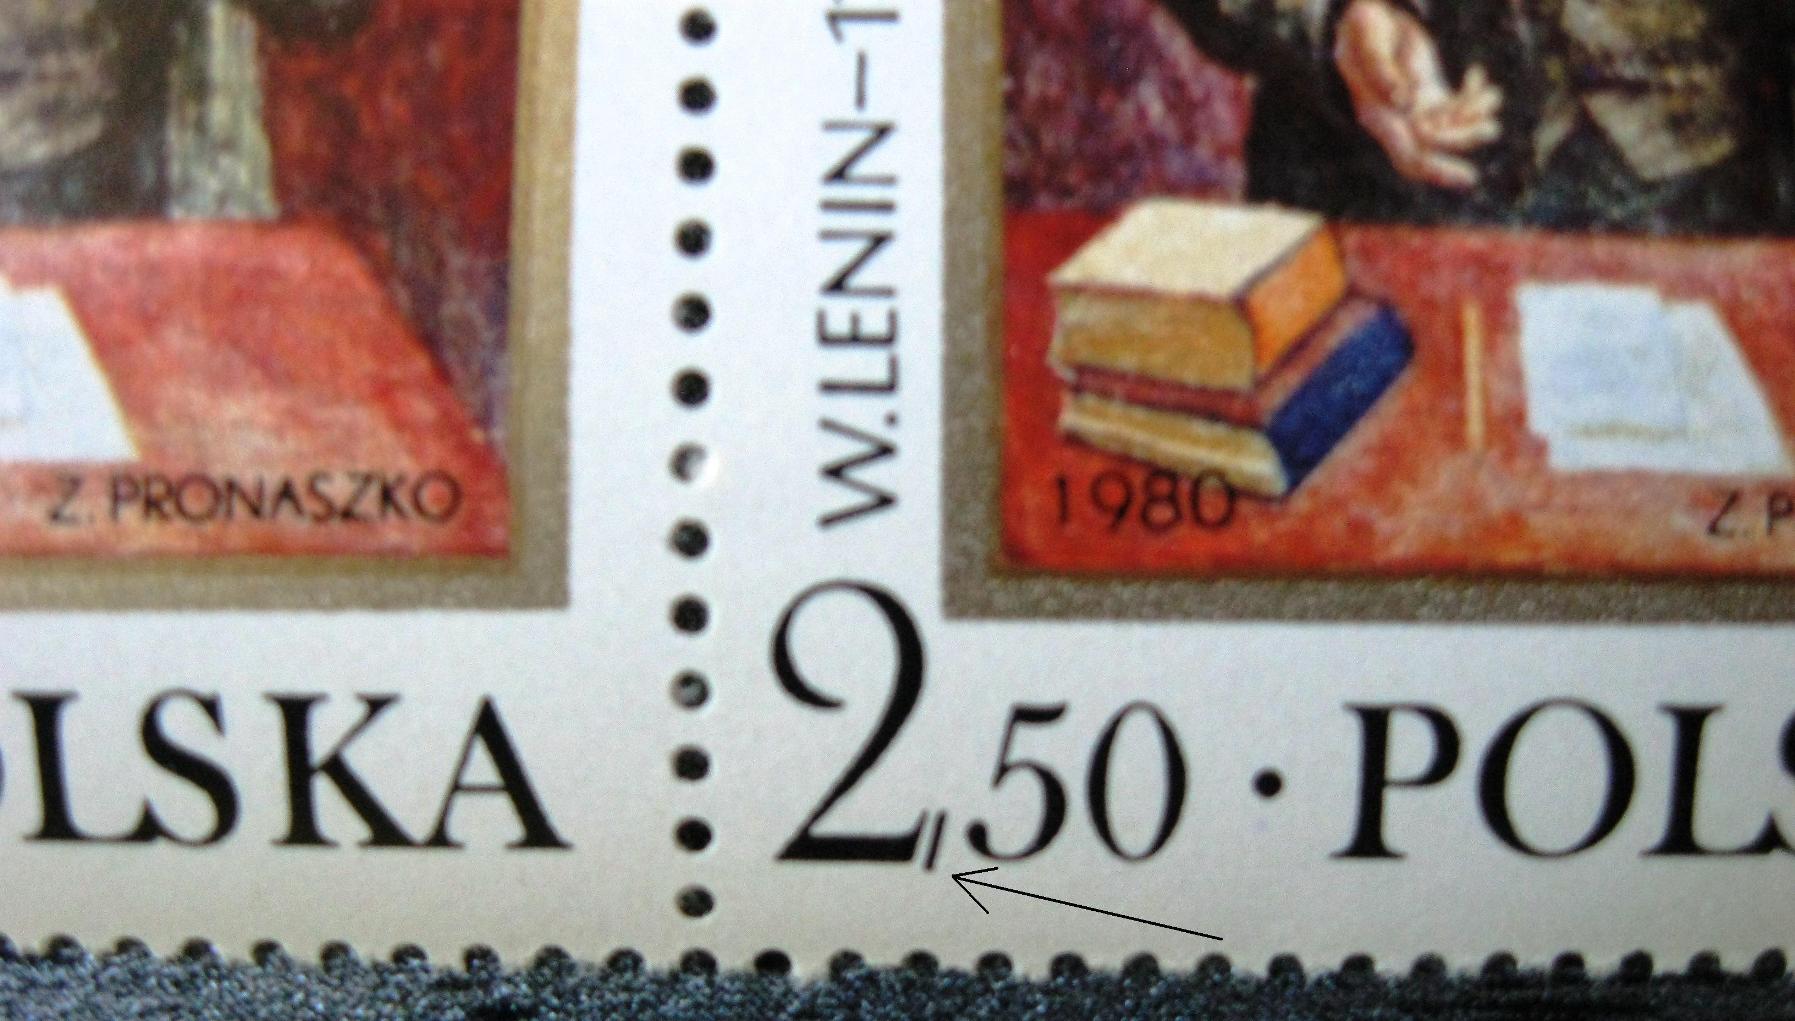 W.LENIN–1
Z. PRONASZKO
1980
Z. P
OLSKA
2,50 · POLS